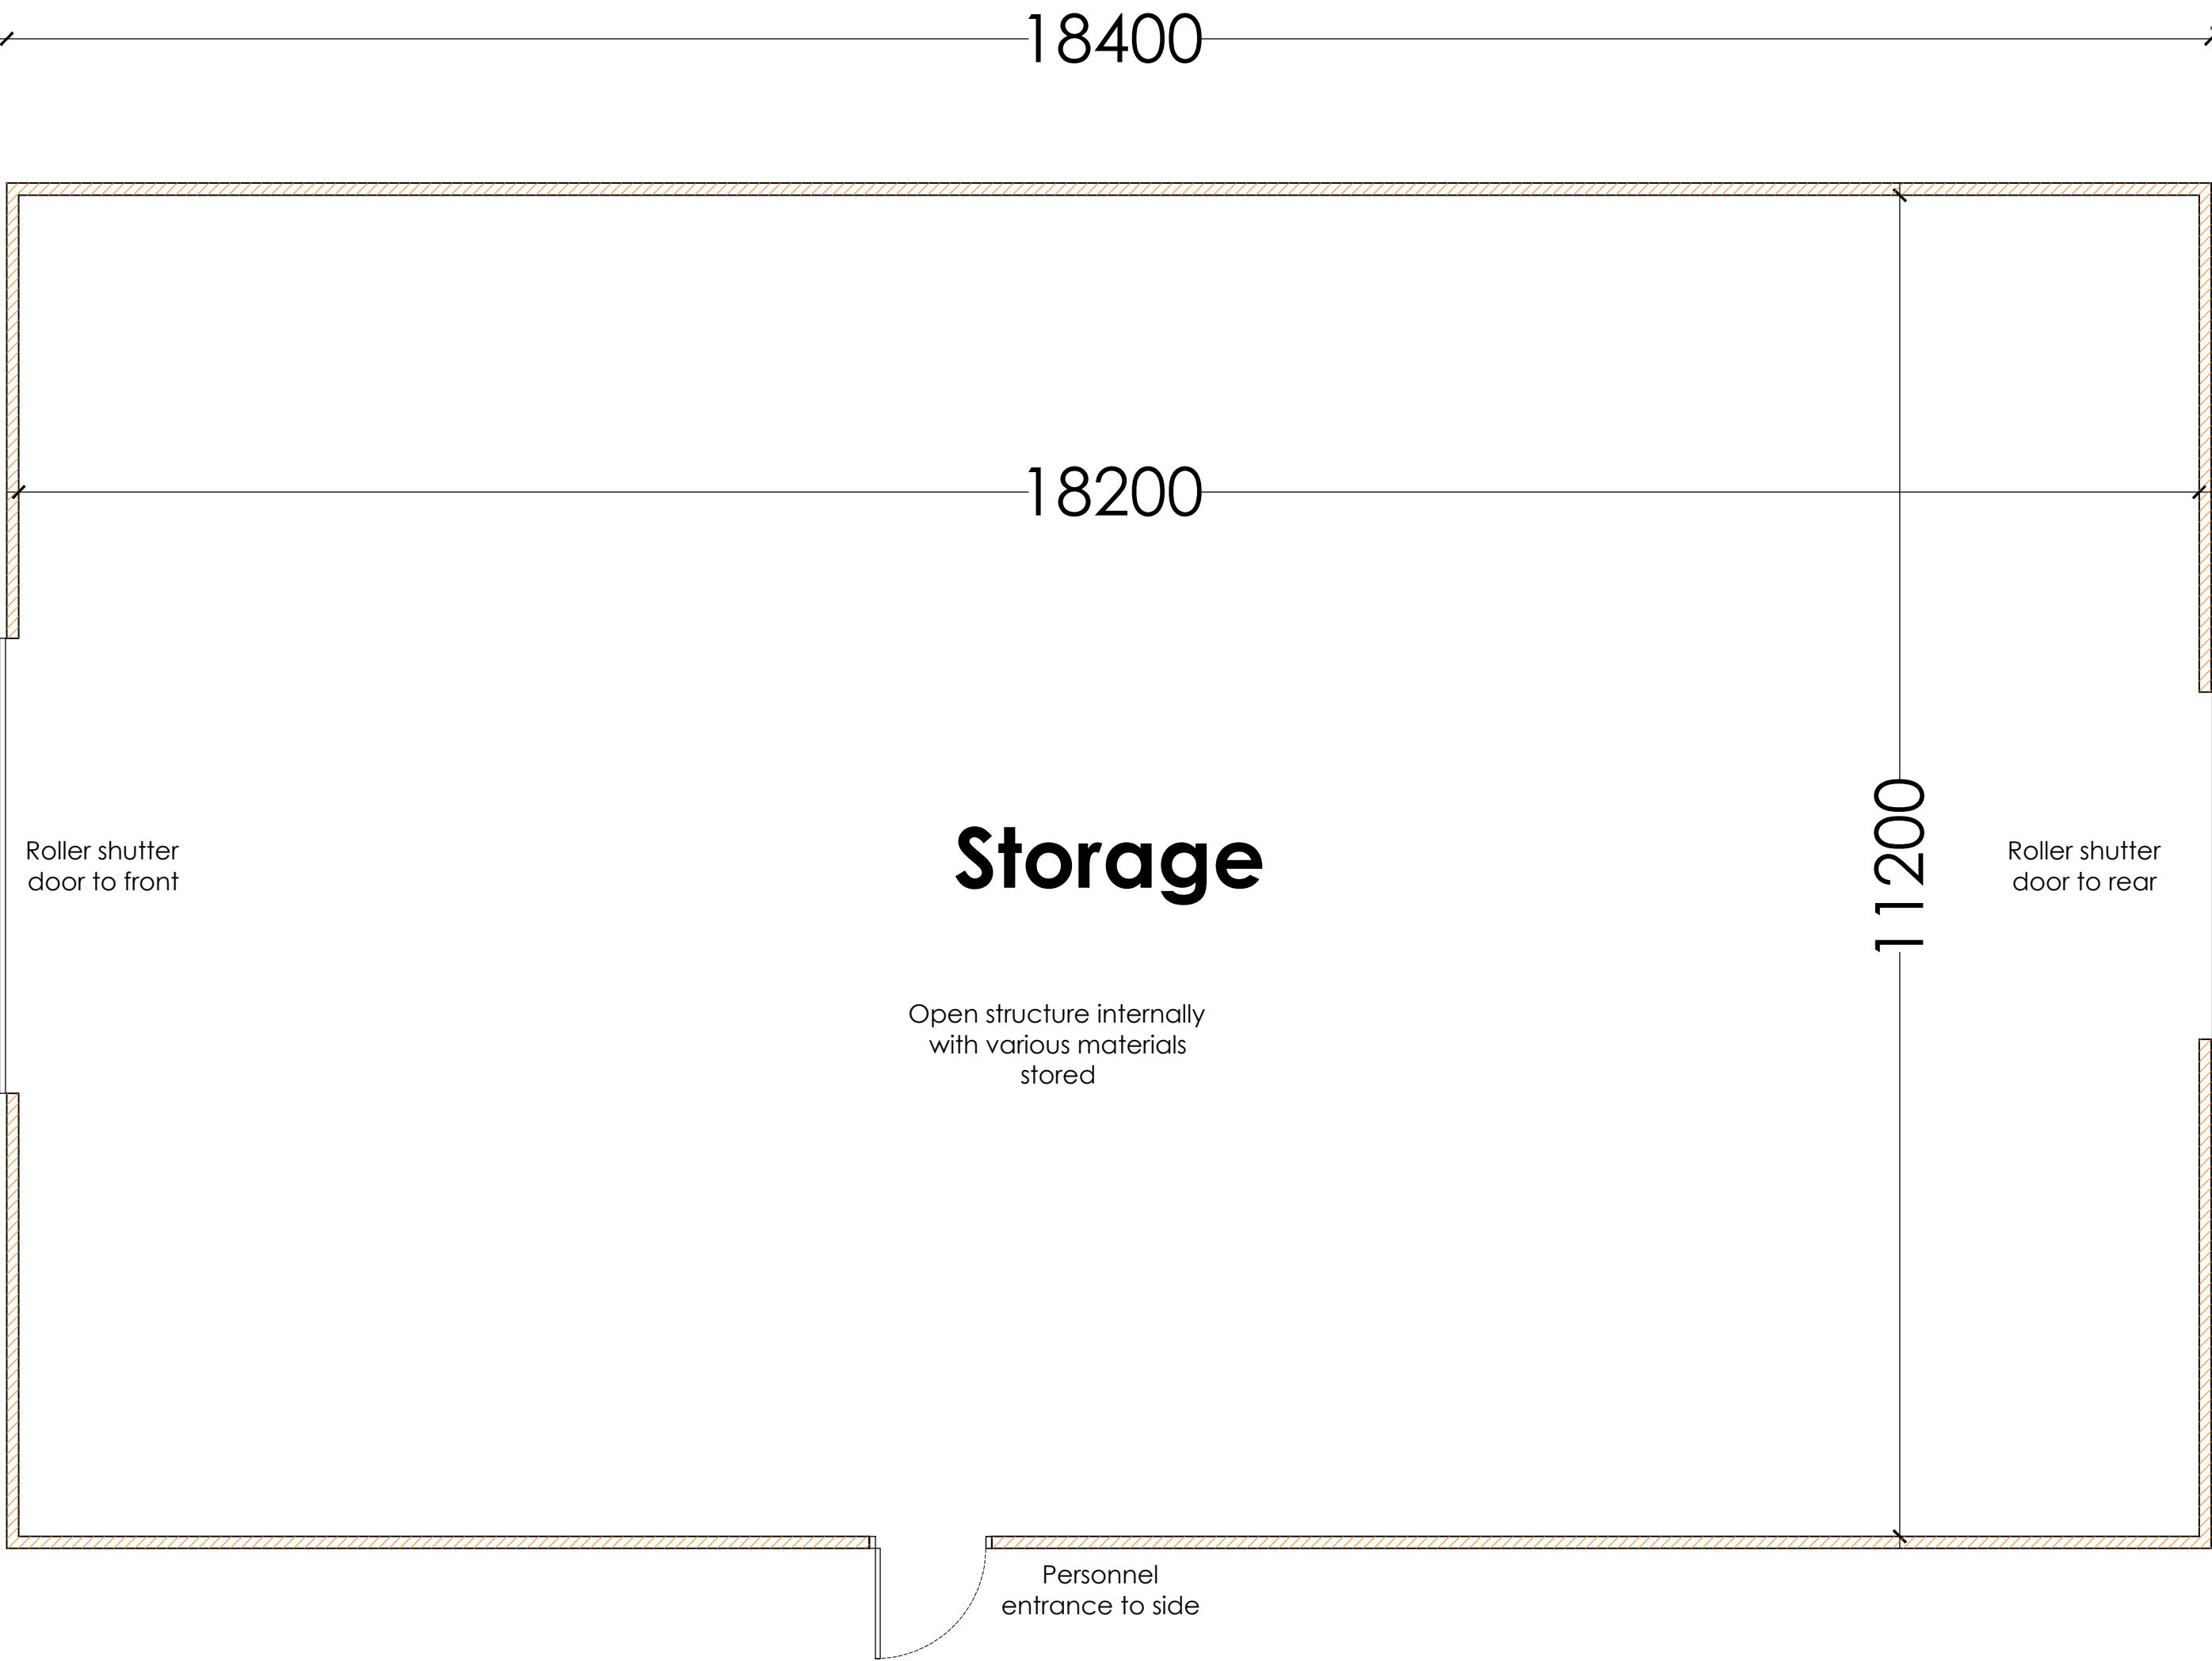 18400
18200
11200
Roller shutter
door to front
Storage
Roller shutter
door to rear
Open structure internally
with various materials
stored
Personnel
entrance to side